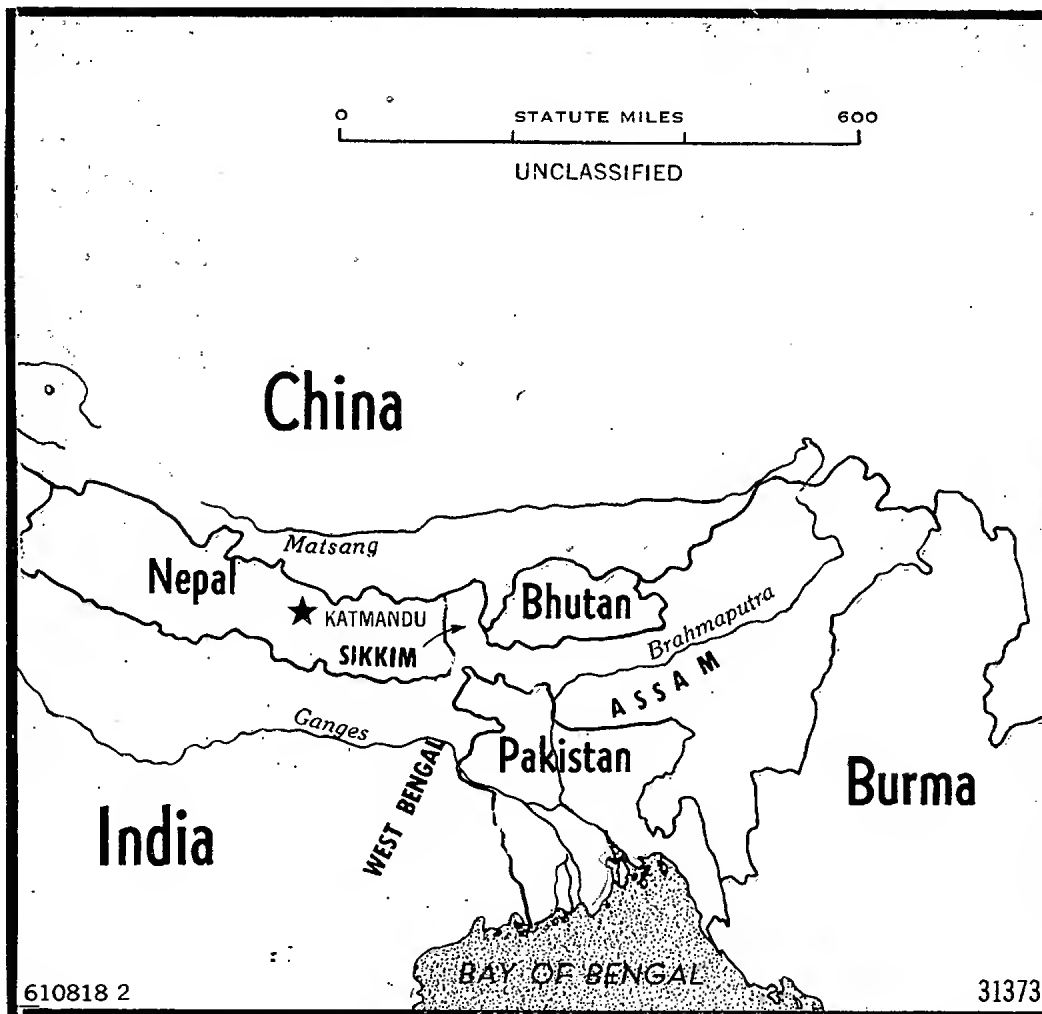 0 STATUTE MILES 600
UNCLASSIFIED
China
Matsang
Nepal
Bhutan
KATMANDU
SIKKIM
Brahmaputra
ASSAM
Ganges
Pakistan
WEST BENGAL
Burma
India
BAY OF BENGAL
610818 2
31373